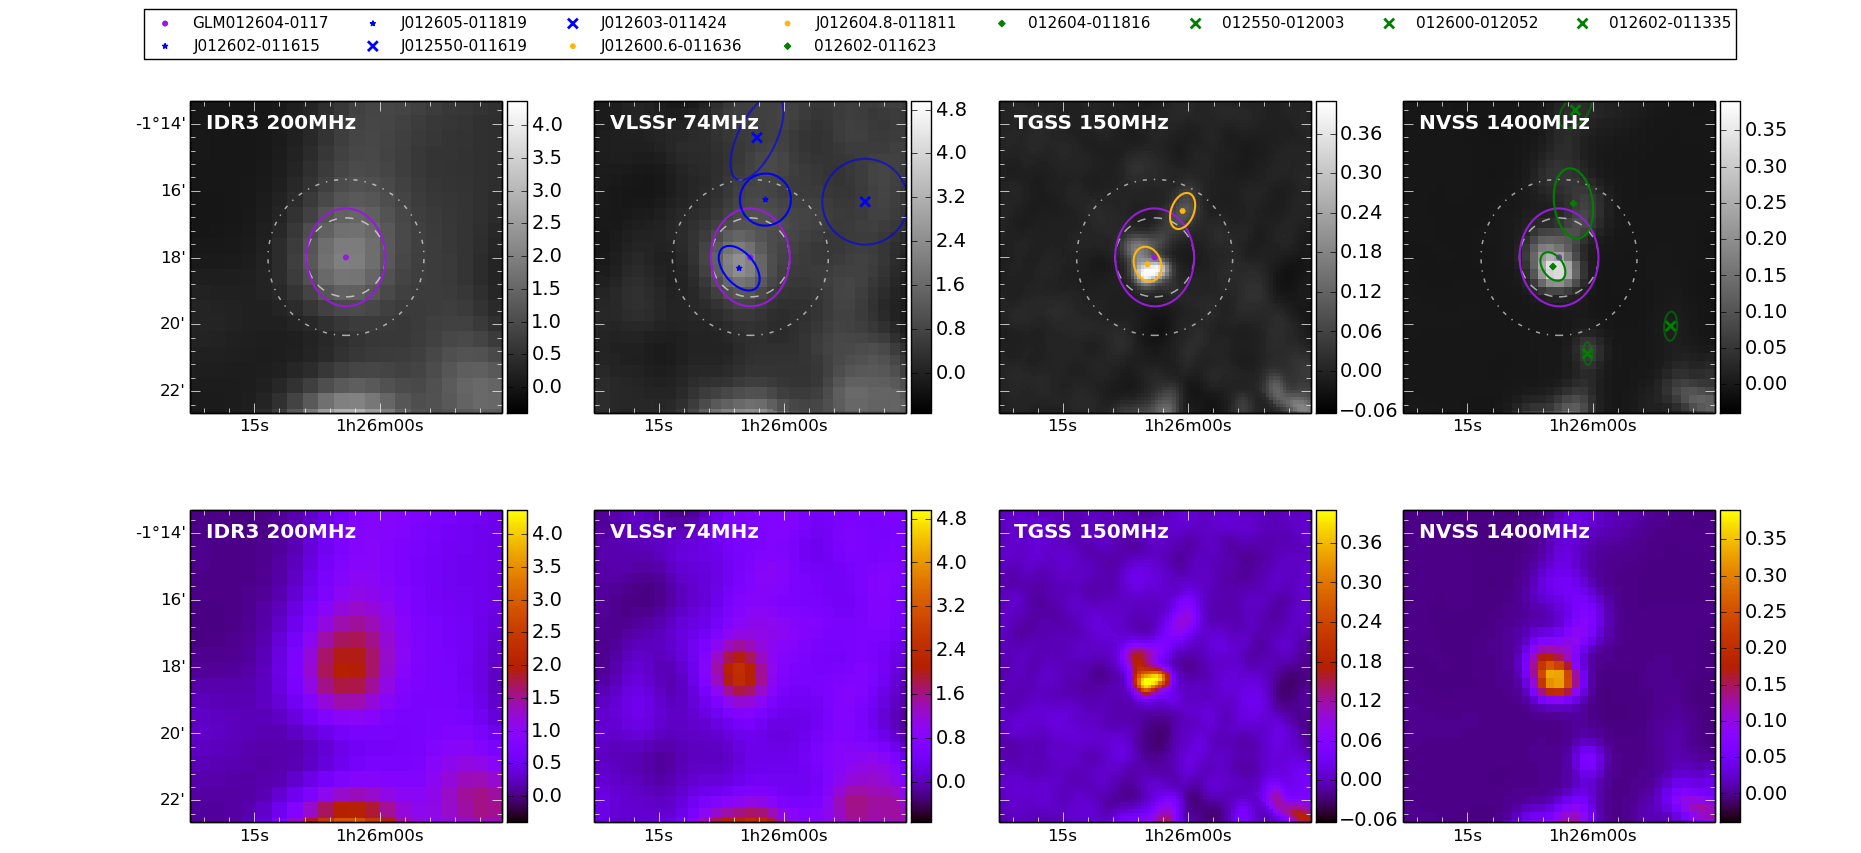 GLM012604-0117 J012605-011819 J012603-011424 J012604.8-011811 012604-011816 012550-012003 012600-012052 012602-011335
J012602-011615 J012550-011619 J012600.6-011636 012602-011623
IDR3 200MHz VLSSr 74MHz TGSS 150MHz NVSS 1400MHz
-1°14' 4.0 4.8 0.36 0.35
3.5 4.0 0.30 0.30
16' 3.0 3.2 0.24 0.25
2.5 2.4 0.18 0.20
18' 2.0 1.6 0.12 0.15
1.5 0.8 0.06 0.10
20' 1.0 0.0 0.00 0.05
0.5 −0.06 0.00
22' 0.0
15s 1h26m00s 15s 1h26m00s 15s 1h26m00s 15s 1h26m00s
IDR3 200MHz VLSSr 74MHz TGSS 150MHz NVSS 1400MHz
-1°14' 4.0 4.8 0.36 0.35
3.5 4.0 0.30 0.30
16' 3.0 3.2 0.24 0.25
2.5 2.4 0.18 0.20
18' 2.0 1.6 0.12 0.15
1.5 0.8 0.06 0.10
20' 1.0 0.0 0.00 0.05
0.5 −0.06 0.00
22' 0.0
15s 1h26m00s 15s 1h26m00s 15s 1h26m00s 15s 1h26m00s